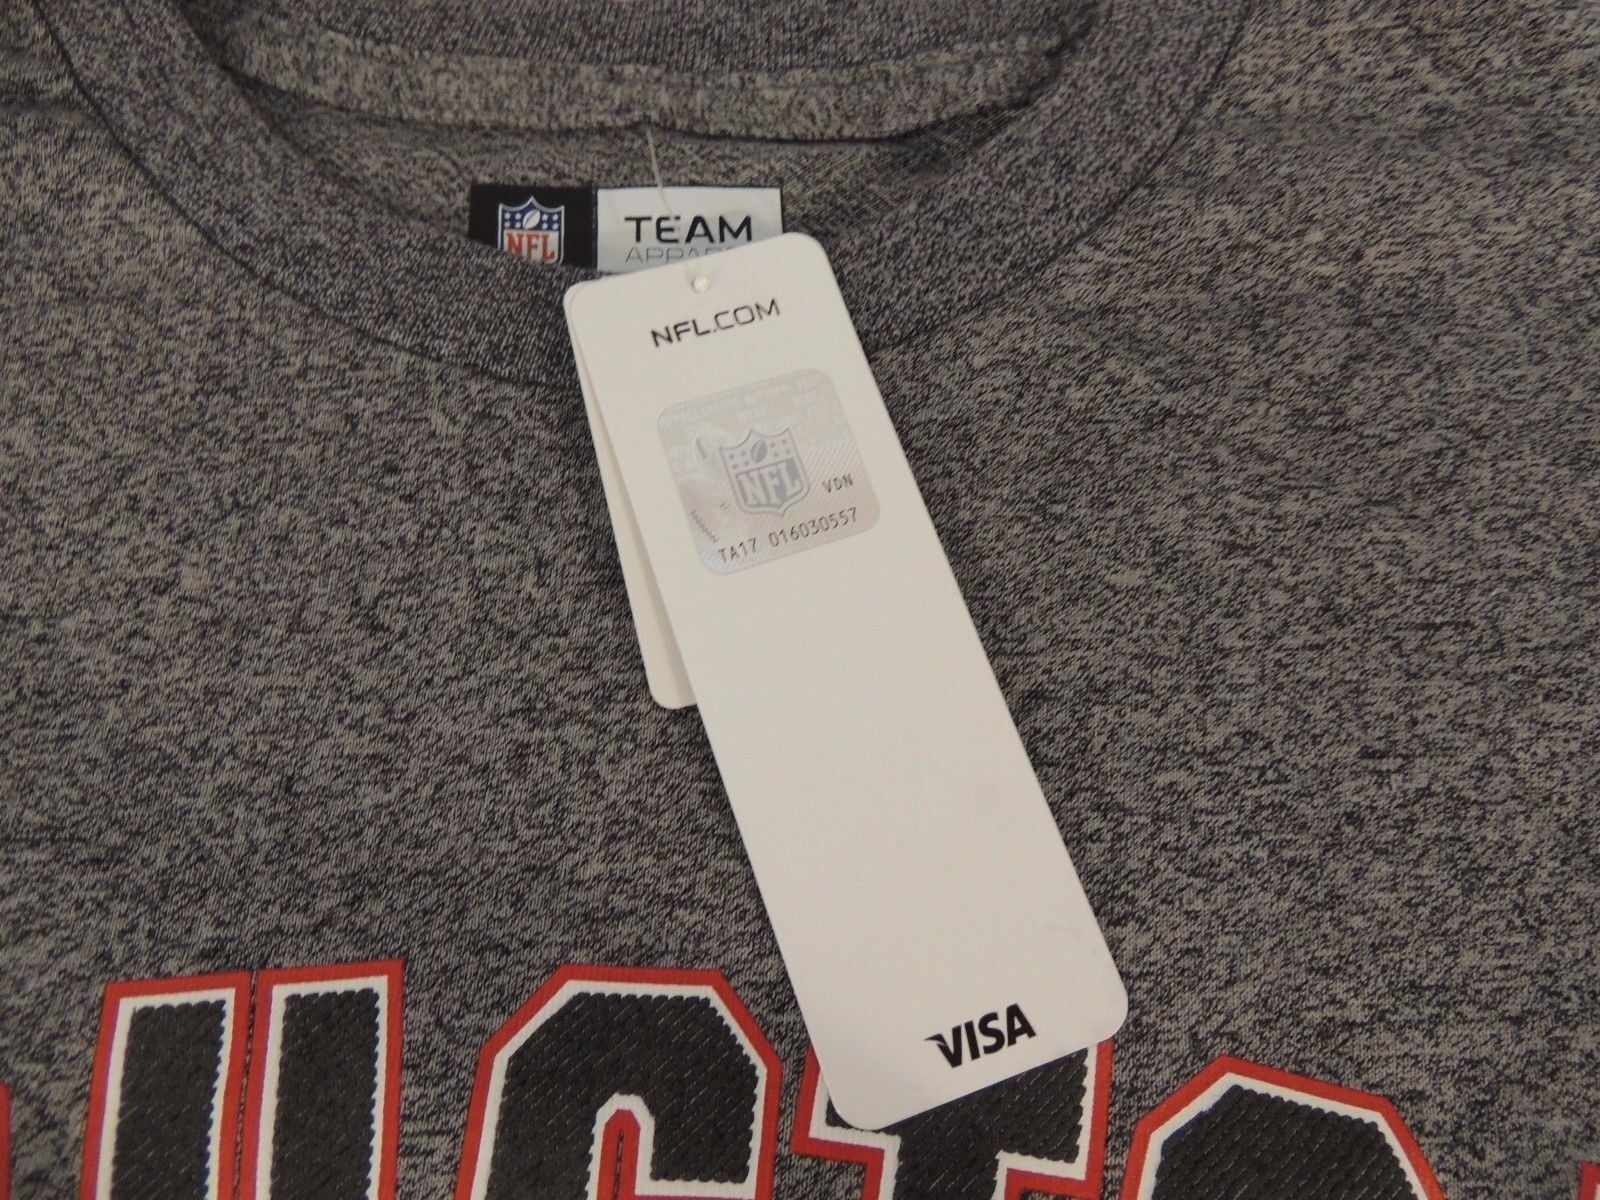 NFL
TEAM
NFL.COM
NFL
VDN
TA17 016030557
VISA